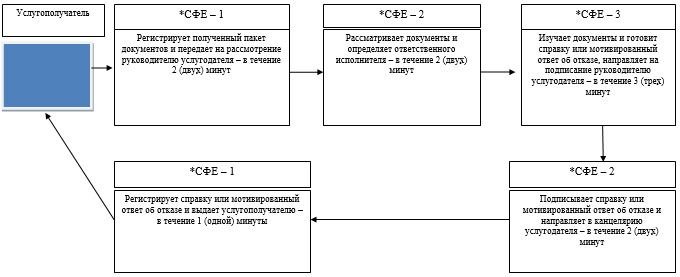 Услугополучатель
*СФЕ – 1
Регистрирует полученный пакет
документов и передает на рассмотрение
руководителю услугодателя – в течение
2 (двух) минут
*СФЕ – 2
Рассматривает документы и
определяет ответственного
исполнителя – в течение 2 (двух)
минут
*СФЕ – 3
Изучает документы и готовит
справку или мотивированный
ответ об отказе, направляет на
подписание руководителю
услугодателя – в течение 3 (трех)
минут
*СФЕ – 1
Регистрирует справку или мотивированный
ответ об отказе и выдает услугополучателю –
в течение 1 (одной) минуты
*СФЕ – 2
Подписывает справку или
мотивированный ответ об отказе и
направляет в канцелярию
услугодателя – в течение 2 (двух)
минут